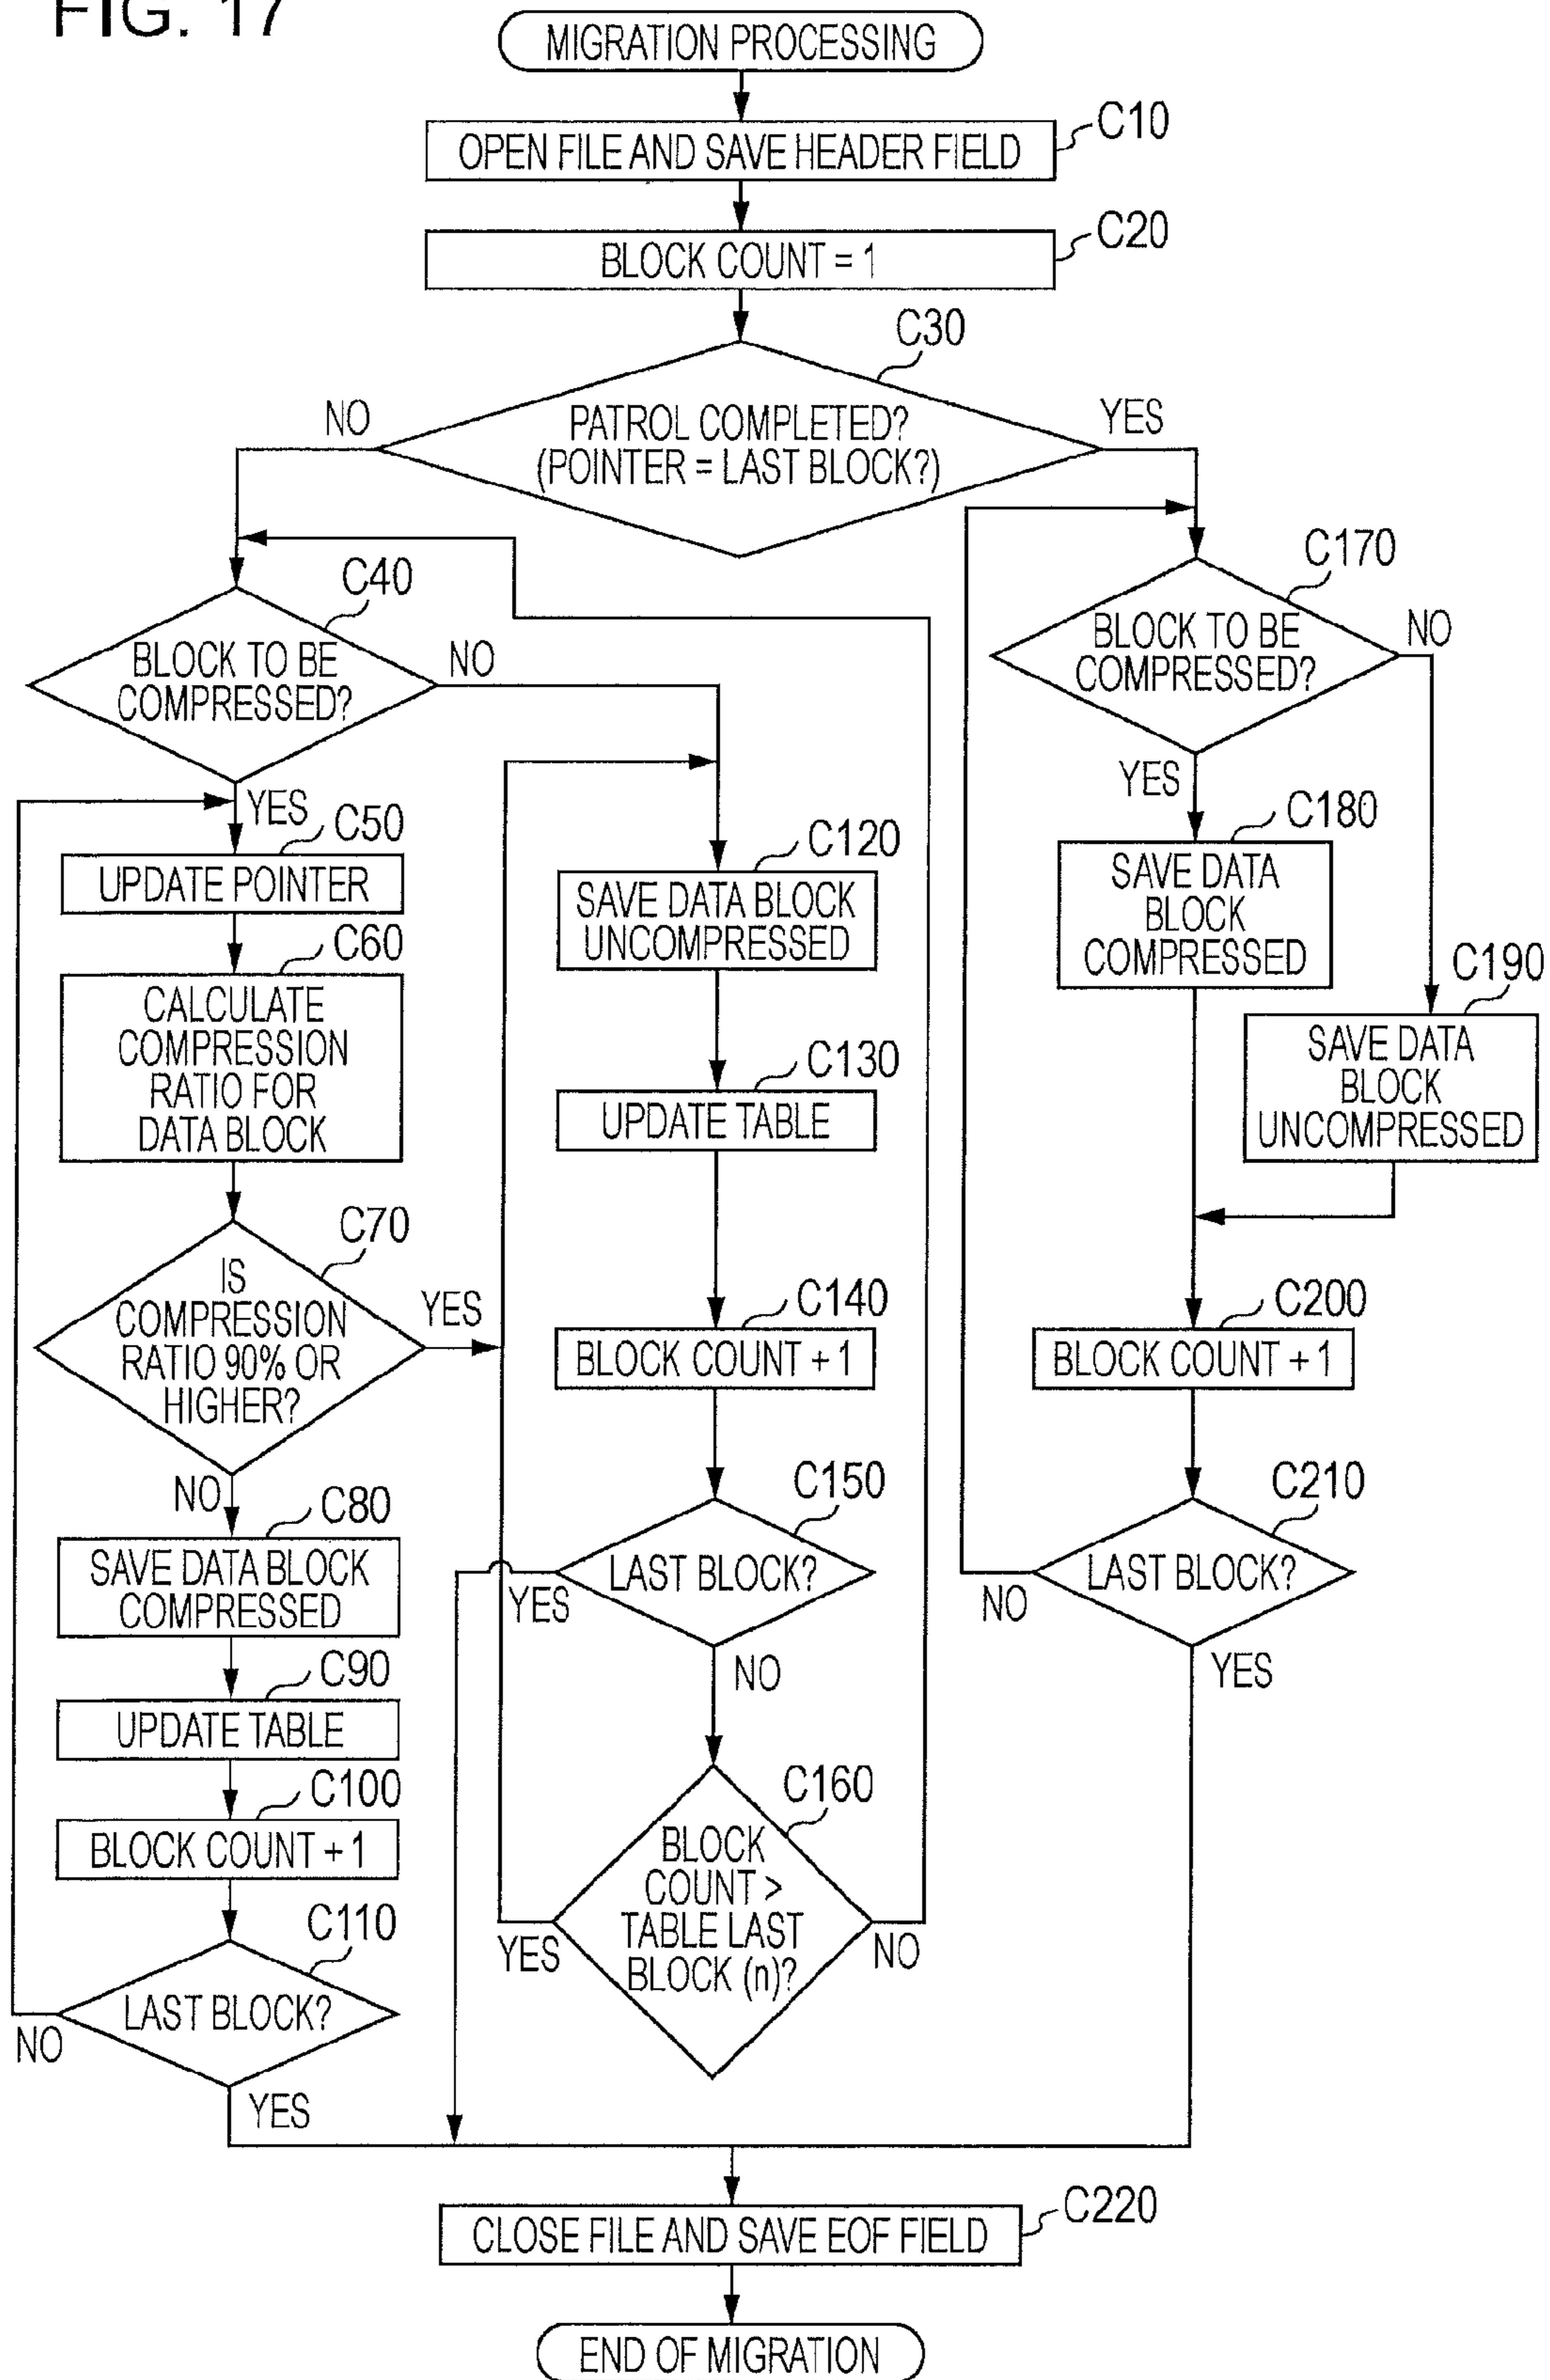 FIG. 17
MIGRATION PROCESSING
C10
OPEN FILE AND SAVE HEADER FIELD
C20
BLOCK COUNT = 1
C30
PATROL COMPLETED?
(POINTER = LAST BLOCK?)
NO
YES
C40
BLOCK TO BE
COMPRESSED?
NO
YES
C50
UPDATE POINTER
C60
CALCULATE
COMPRESSION
RATIO FOR
DATA BLOCK
C70
IS
COMPRESSION
RATIO 90% OR
HIGHER?
YES
NO
C80
SAVE DATA BLOCK
COMPRESSED
C90
UPDATE TABLE
C100
BLOCK COUNT + 1
C110
LAST BLOCK?
NO
YES
C120
SAVE DATA BLOCK
UNCOMPRESSED
C130
UPDATE TABLE
C140
BLOCK COUNT + 1
C150
LAST BLOCK?
YES
NO
C160
BLOCK
COUNT >
TABLE LAST
BLOCK (n)?
YES
NO
C170
BLOCK TO BE
COMPRESSED?
NO
YES
C180
SAVE DATA
BLOCK
COMPRESSED
C190
SAVE DATA
BLOCK
UNCOMPRESSED
C200
BLOCK COUNT + 1
C210
LAST BLOCK?
NO
YES
C220
CLOSE FILE AND SAVE EOF FIELD
END OF MIGRATION